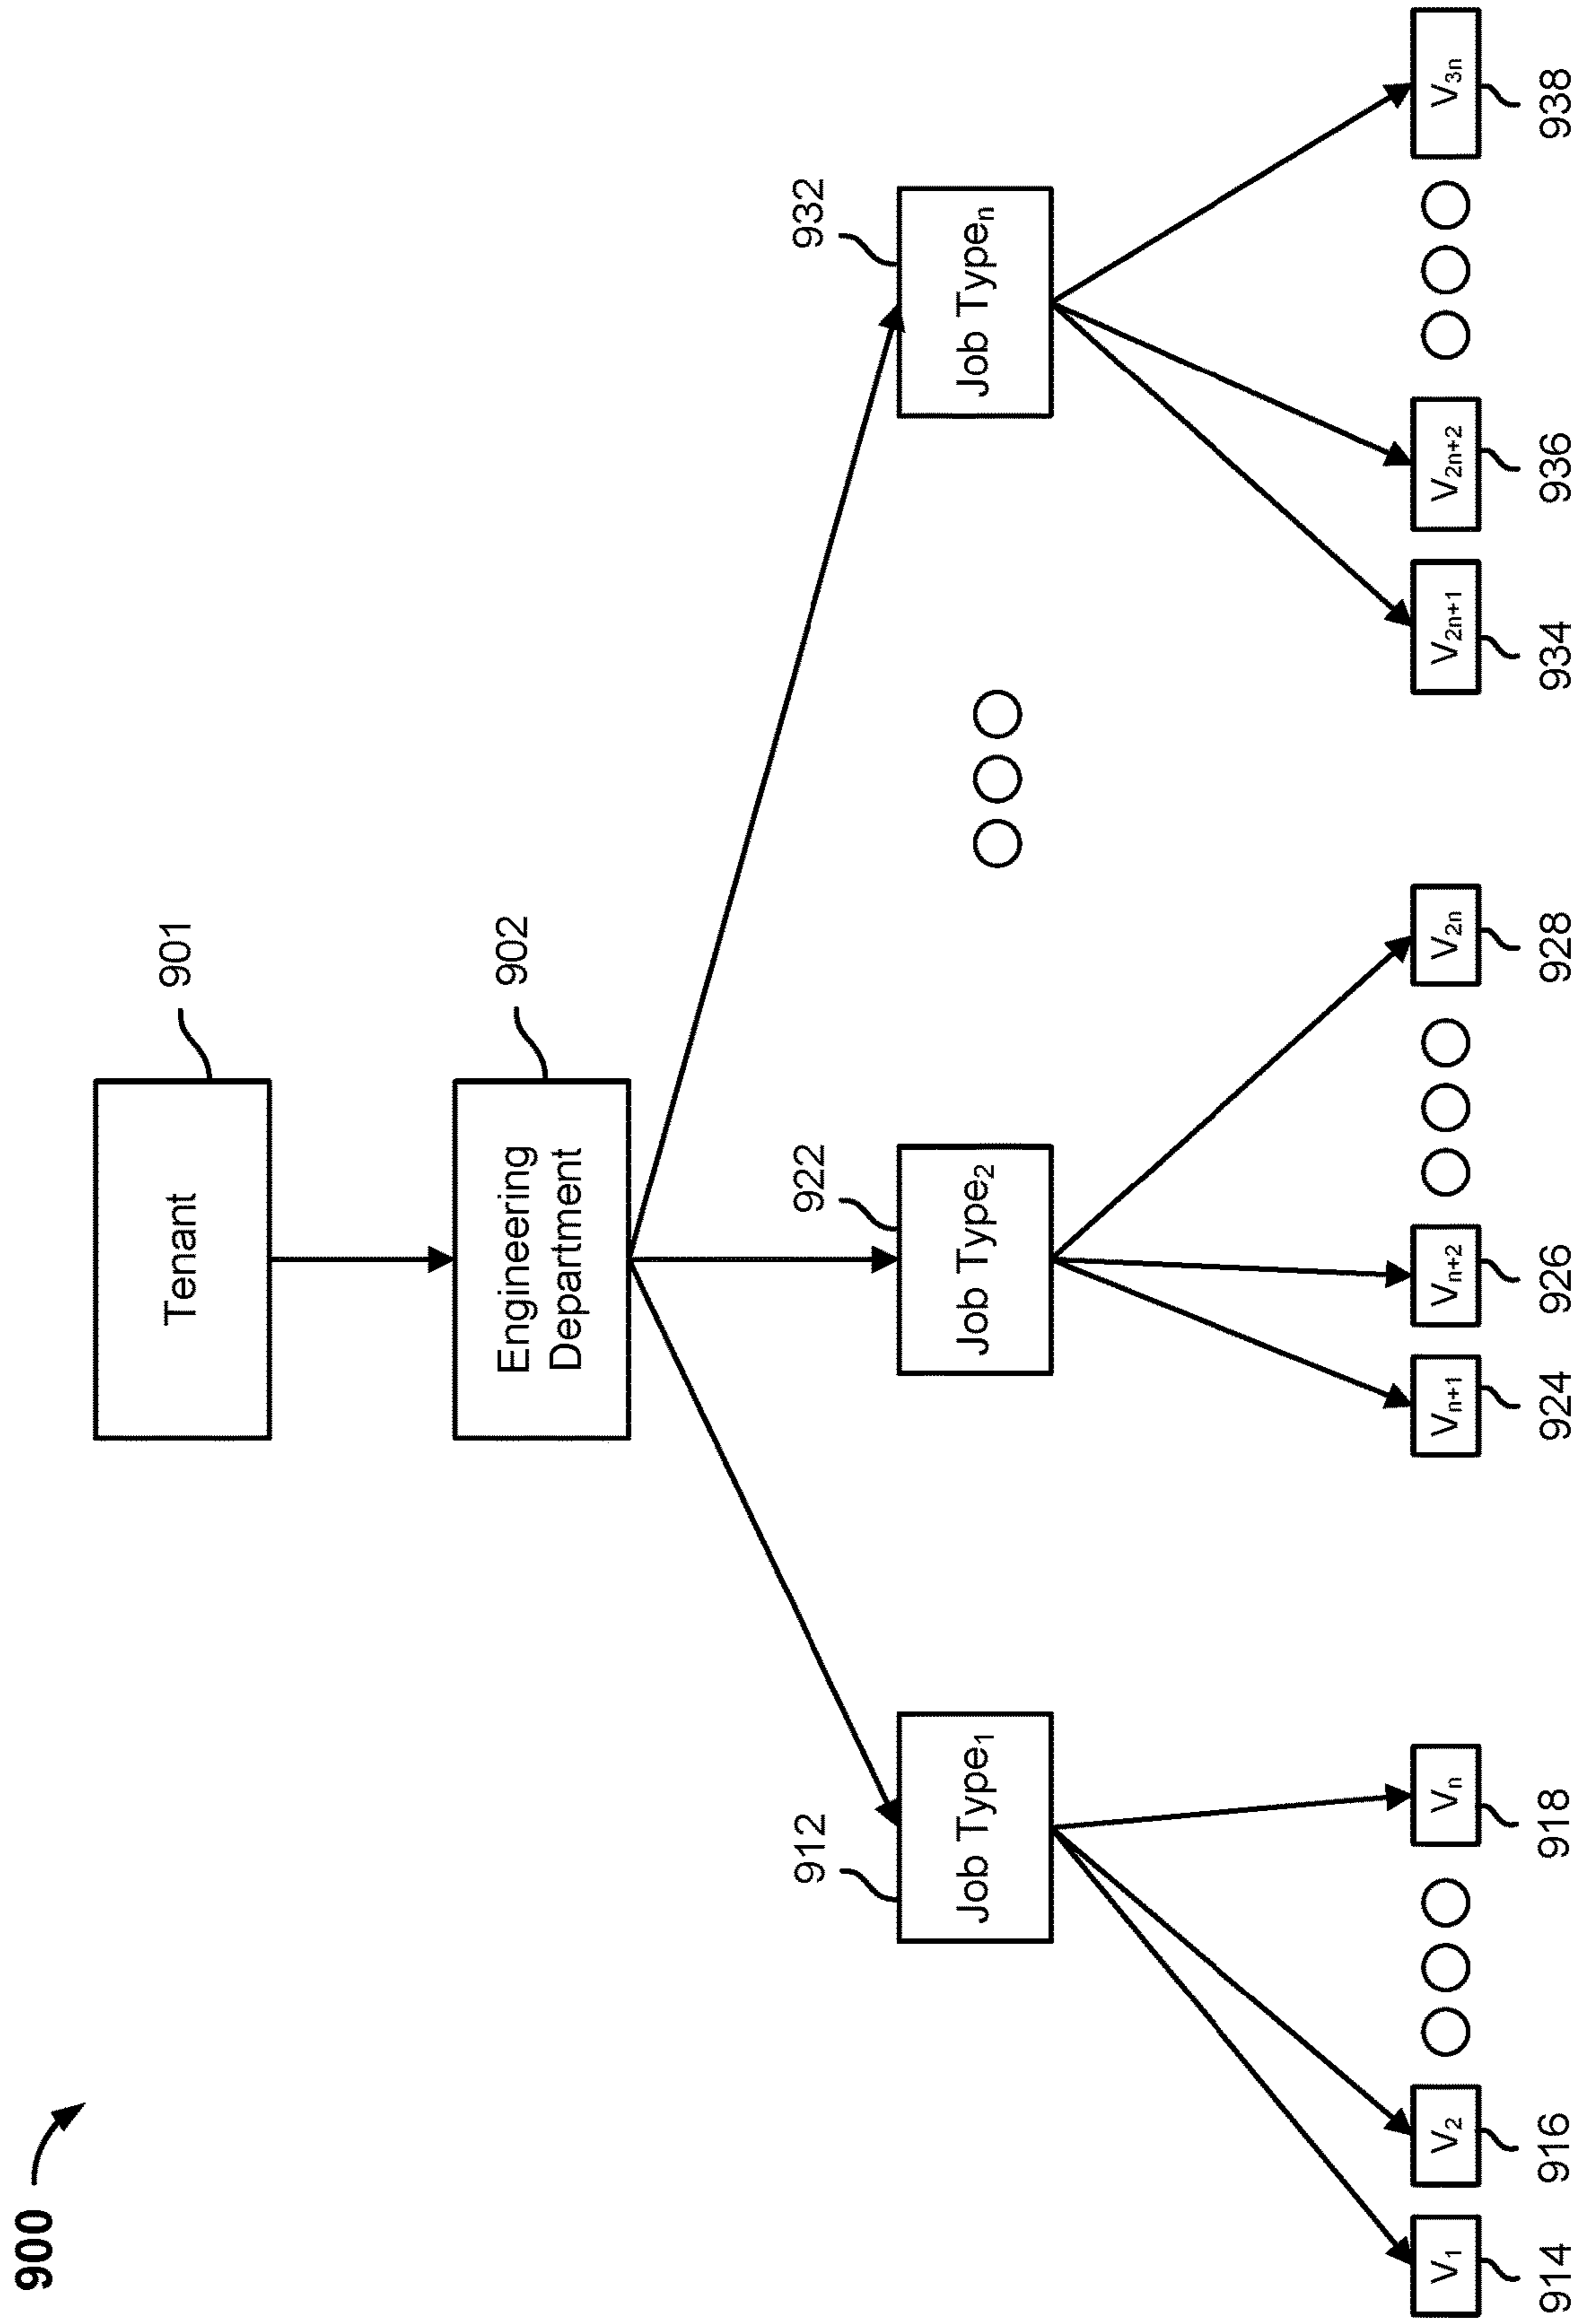 900
Tenant
901
Engineering
Department
902
912
Job Type₁
922
Job Type₂
932
Job Typeₙ
V₁
V₂
Vₙ
Vₙ₊₁
Vₙ₊₂
V₂ₙ
V₂ₙ₊₁
V₂ₙ₊₂
V₃ₙ
914
916
918
924
926
928
934
936
938